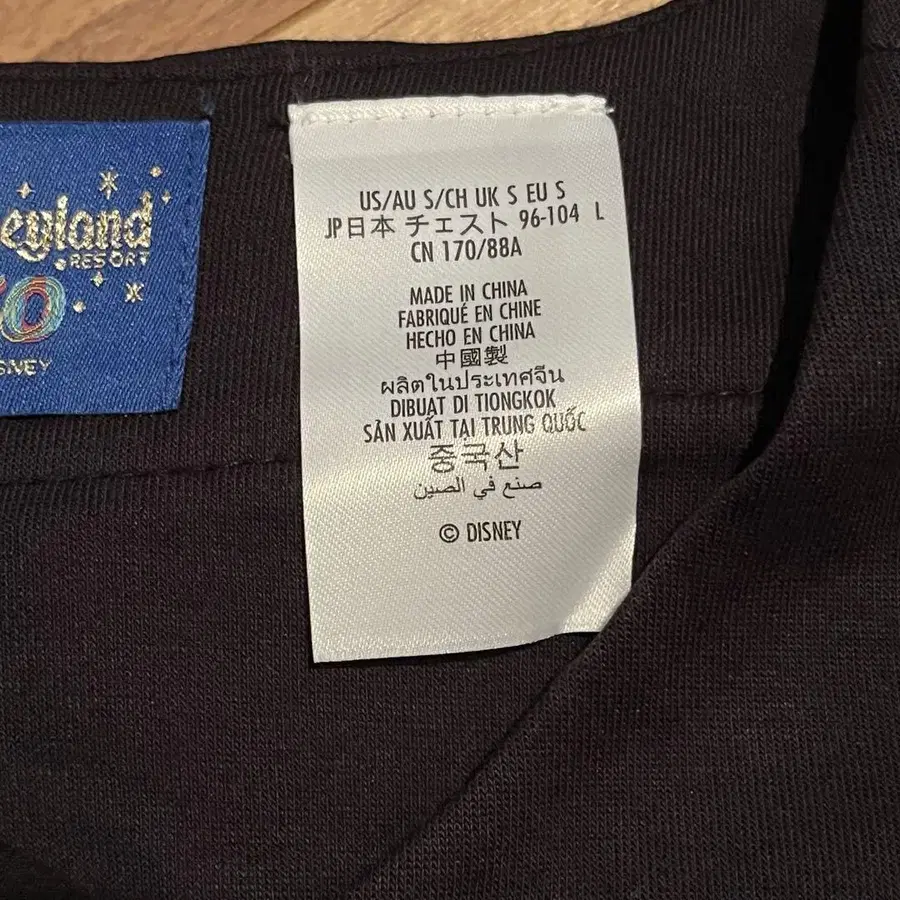 eyland
RESORT
US/AU S/CH UK S EU S
JP日本 チェスト 96-104 L
CN 170/88A
MADE IN CHINA
FABRIQUÉ EN CHINE
HECHO EN CHINA
中國製
ผลิตในประเทศจีน
DIBUAT DI TIONGKOK
SẢN XUẤT TẠI TRUNG QUỐC
중국산
صنع في الصين
© DISNEY